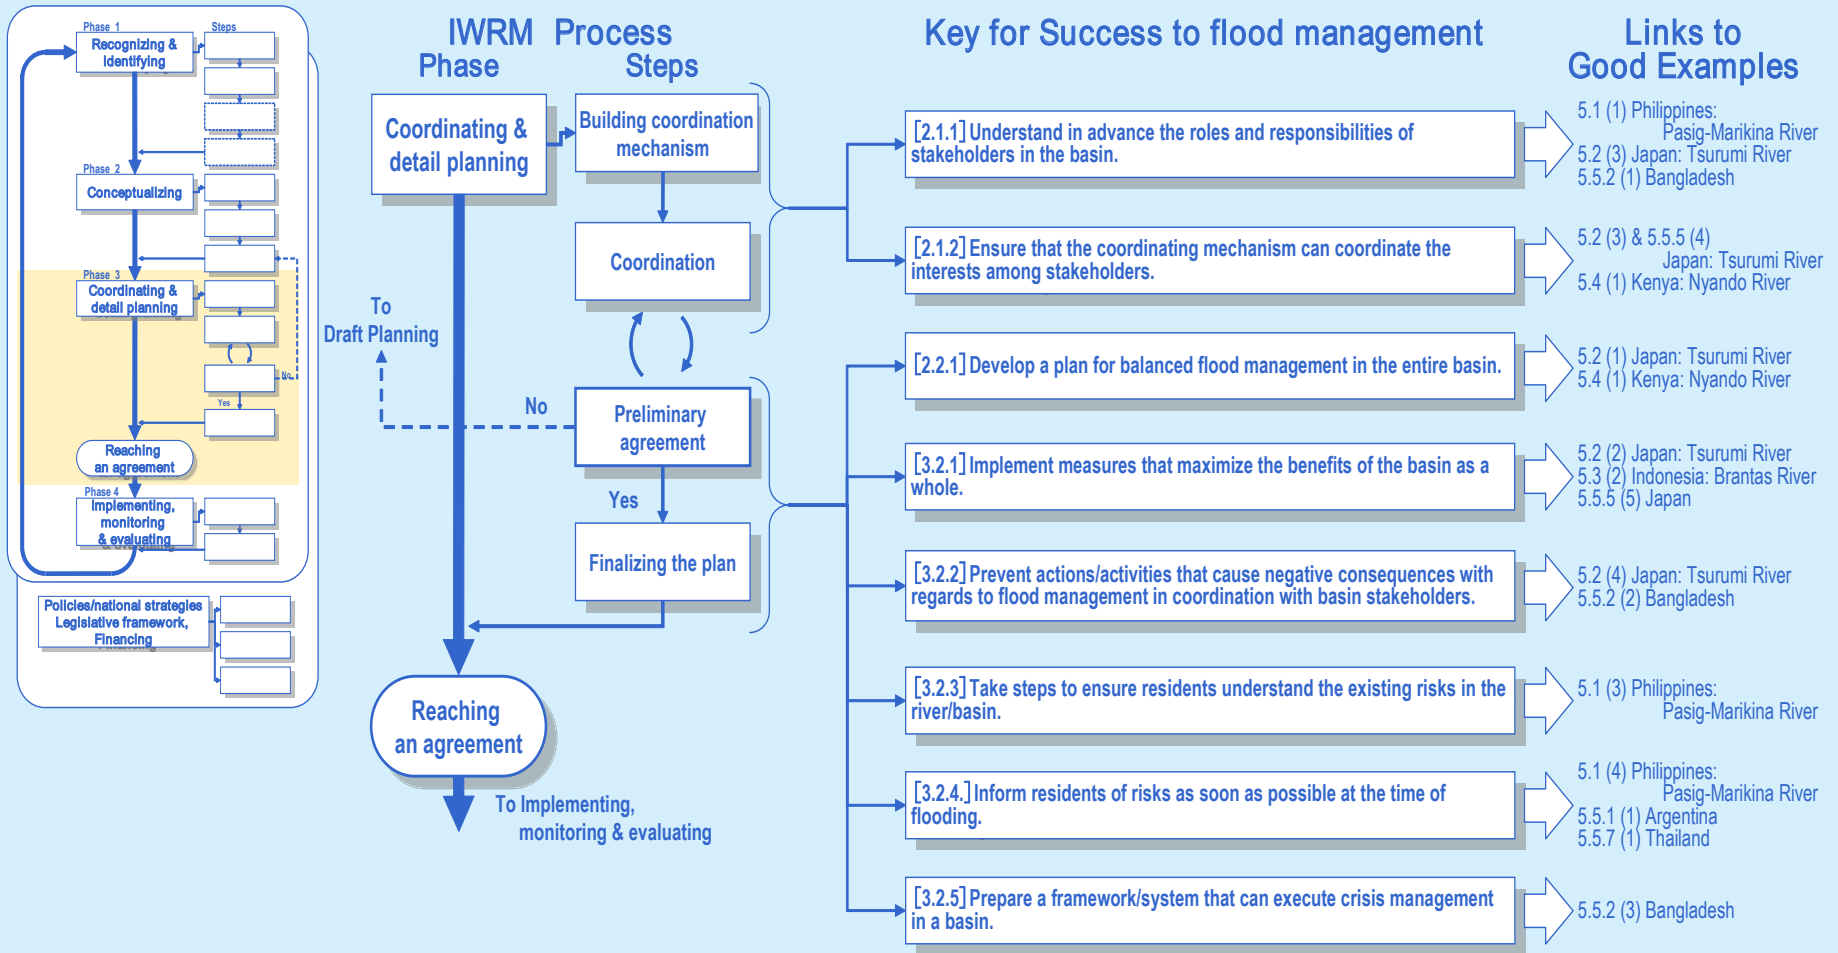 Phase 1
Steps
Recognizing &
Identifying
Phase 2
Conceptualizing
Phase 3
Coordinating &
detail planning
No
Yes
Reaching
an agreement
Phase 4
Implementing,
monitoring
& evaluating
Policies/national strategies
Legislative framework,
Financing
IWRM Process
Phase
Steps
Coordinating &
detail planning
Building coordination
mechanism
Coordination
To
Draft Planning
No
Preliminary
agreement
Yes
Finalizing the plan
Reaching
an agreement
To Implementing,
monitoring & evaluating
Key for Success to flood management
[2.1.1] Understand in advance the roles and responsibilities of
stakeholders in the basin.
[2.1.2] Ensure that the coordinating mechanism can coordinate the
interests among stakeholders.
[2.2.1] Develop a plan for balanced flood management in the entire basin.
[3.2.1] Implement measures that maximize the benefits of the basin as a
whole.
[3.2.2] Prevent actions/activities that cause negative consequences with
regards to flood management in coordination with basin stakeholders.
[3.2.3] Take steps to ensure residents understand the existing risks in the
river/basin.
[3.2.4.] Inform residents of risks as soon as possible at the time of
flooding.
[3.2.5] Prepare a framework/system that can execute crisis management
in a basin.
Links to
Good Examples
5.1 (1) Philippines:
Pasig-Marikina River
5.2 (3) Japan: Tsurumi River
5.5.2 (1) Bangladesh
5.2 (3) & 5.5.5 (4)
Japan: Tsurumi River
5.4 (1) Kenya: Nyando River
5.2 (1) Japan: Tsurumi River
5.4 (1) Kenya: Nyando River
5.2 (2) Japan: Tsurumi River
5.3 (2) Indonesia: Brantas River
5.5.5 (5) Japan
5.2 (4) Japan: Tsurumi River
5.5.2 (2) Bangladesh
5.1 (3) Philippines:
Pasig-Marikina River
5.1 (4) Philippines:
Pasig-Marikina River
5.5.1 (1) Argentina
5.5.7 (1) Thailand
5.5.2 (3) Bangladesh